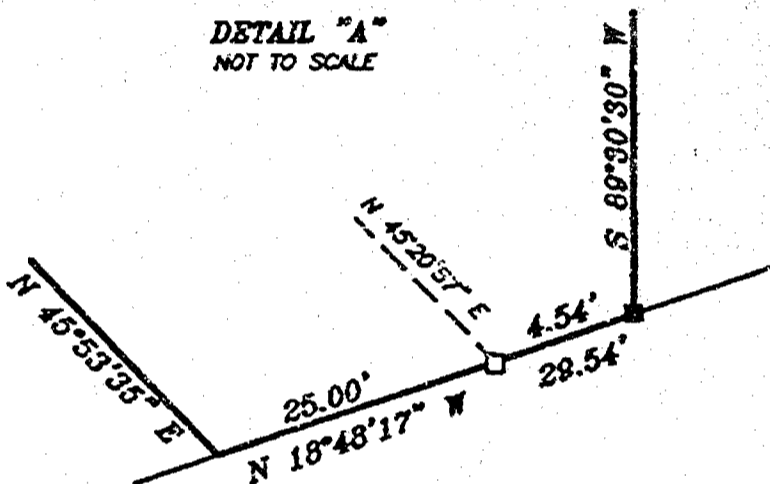 DETAIL "A"
NOT TO SCALE
S 89°30'30" W
N 45°20'57" E
N 45°53'35" E
4.54'
29.54'
25.00'
N 18°48'17" W